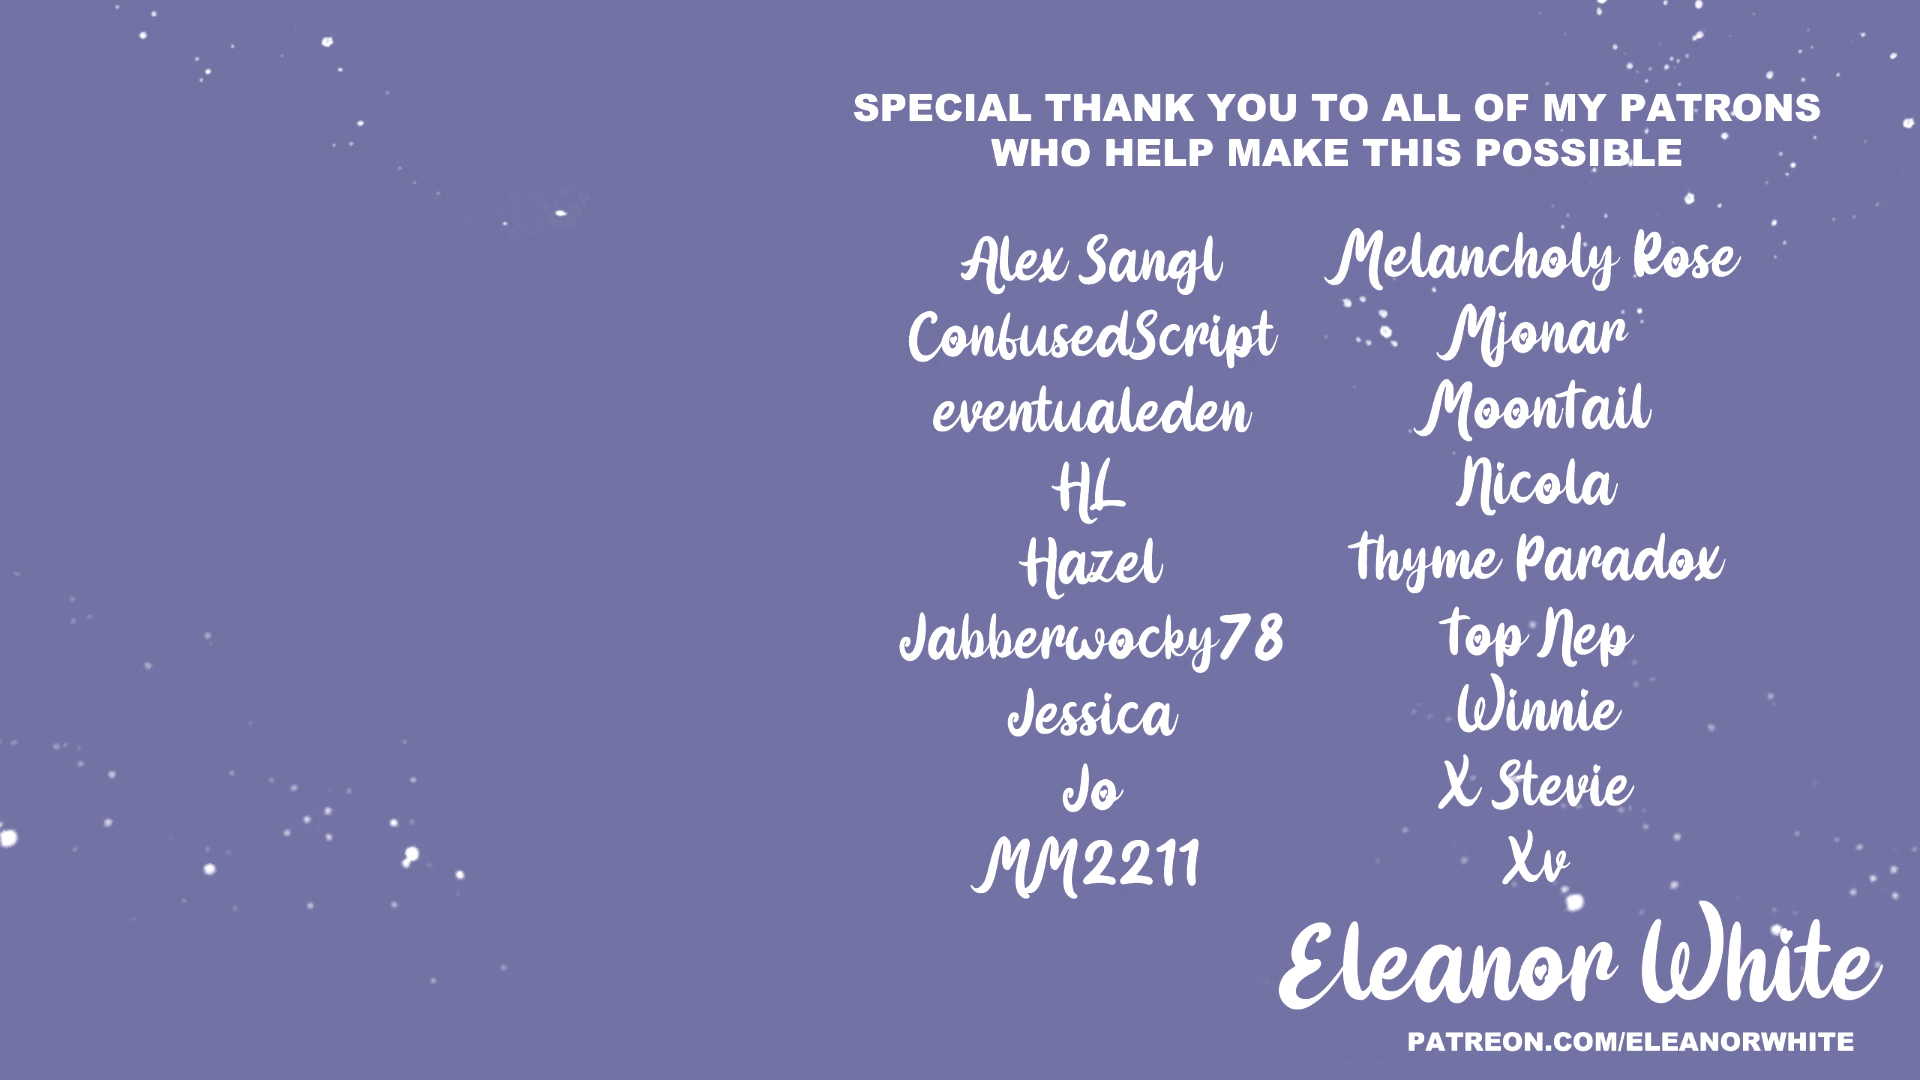 SPECIAL THANK YOU TO ALL OF MY PATRONS
WHO HELP MAKE THIS POSSIBLE
Alex Sangl
ConfusedScript
eventualeden
HL
Hazel
Jabberwocky78
Jessica
Jo
MM2211
Melancholy Rose
Mjonar
Moontail
Nicola
Thyme Paradox
Top Nep
Winnie
X Stevie
Xv
Eleanor White
PATREON.COM/ELEANORWHITE